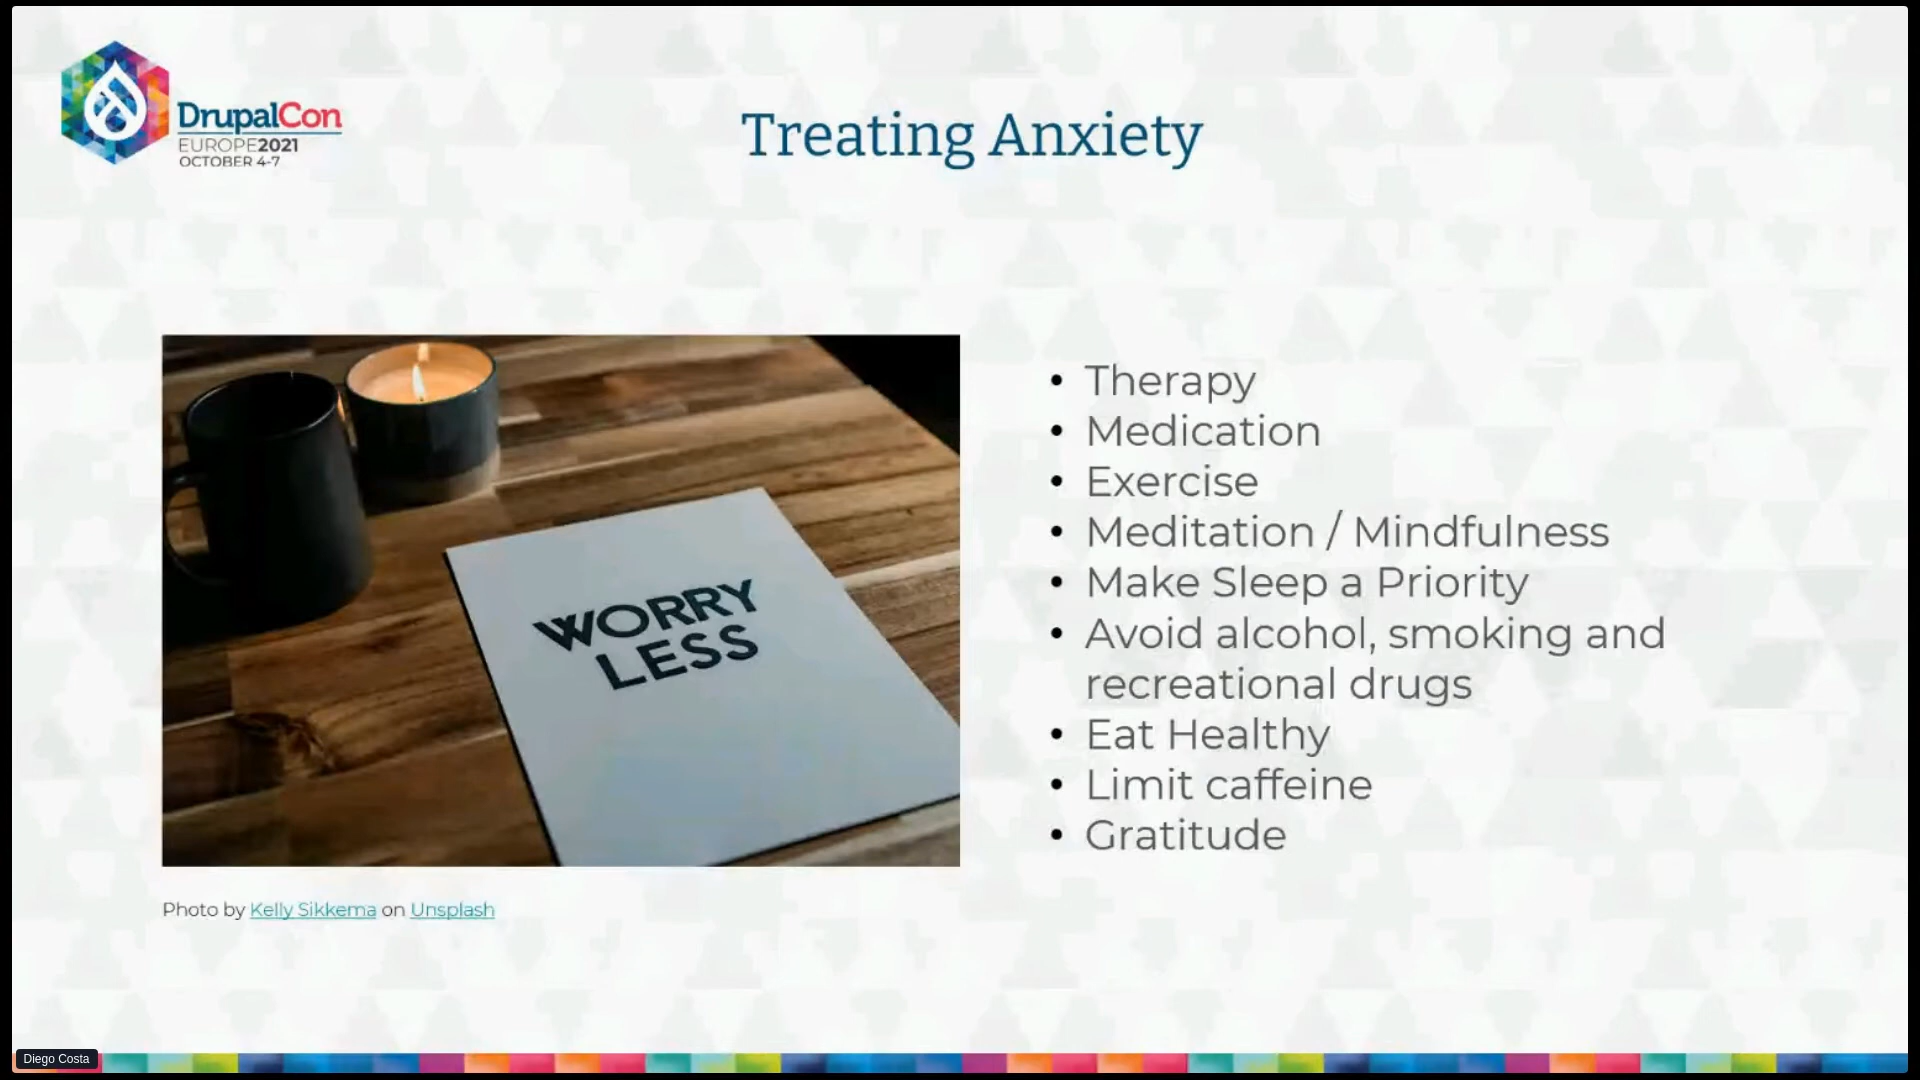 DrupalCon
EUROPE2021
OCTOBER 4-7
Treating Anxiety
WORRY
LESS
• Therapy
• Medication
• Exercise
• Meditation / Mindfulness
• Make Sleep a Priority
• Avoid alcohol, smoking and
recreational drugs
• Eat Healthy
• Limit caffeine
• Gratitude
Photo by Kelly Sikkema on Unsplash
Diego Costa